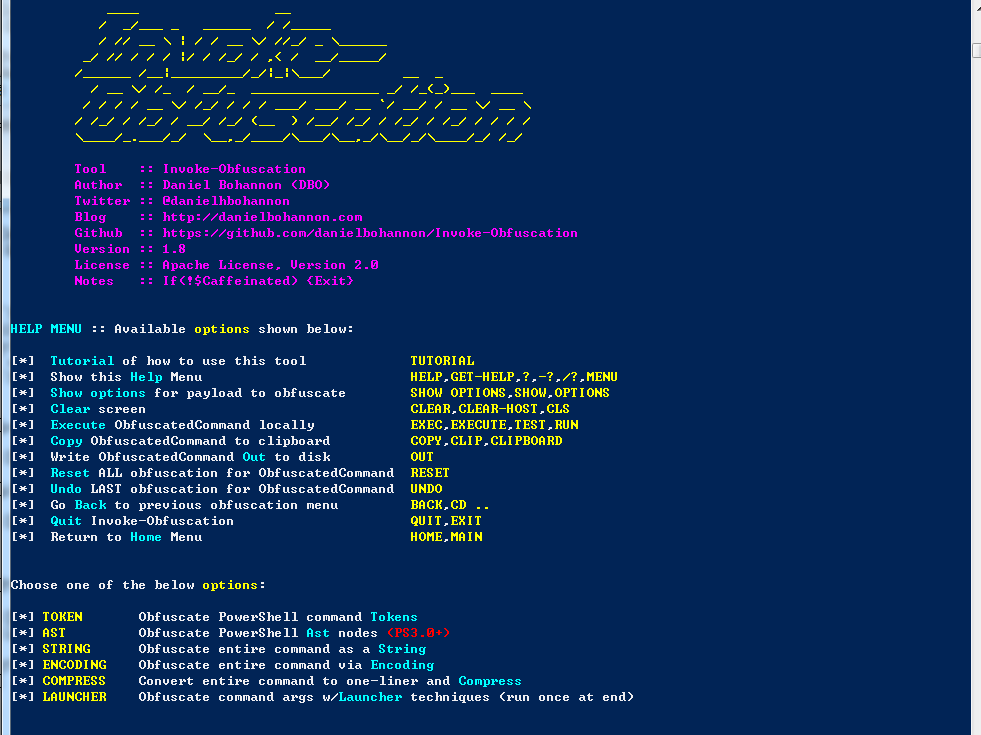 Tool :: Invoke-Obfuscation
Author :: Daniel Bohannon (DBO)
Twitter :: @danielhbohannon
Blog :: http://danielbohannon.com
Github :: https://github.com/danielbohannon/Invoke-Obfuscation
Version :: 1.8
License :: Apache License, Version 2.0
Notes :: If(!$Caffeinated) {Exit}
HELP MENU :: Available options shown below:
[*] Tutorial of how to use this tool TUTORIAL
[*] Show this Help Menu HELP,GET-HELP,?,-?,/?,MENU
[*] Show options for payload to obfuscate SHOW OPTIONS,SHOW,OPTIONS
[*] Clear screen CLEAR,CLEAR-HOST,CLS
[*] Execute ObfuscatedCommand locally EXEC,EXECUTE,TEST,RUN
[*] Copy ObfuscatedCommand to clipboard COPY,CLIP,CLIPBOARD
[*] Write ObfuscatedCommand Out to disk OUT
[*] Reset ALL obfuscation for ObfuscatedCommand RESET
[*] Undo LAST obfuscation for ObfuscatedCommand UNDO
[*] Go Back to previous obfuscation menu BACK,CD ..
[*] Quit Invoke-Obfuscation QUIT,EXIT
[*] Return to Home Menu HOME,MAIN
Choose one of the below options:
[*] TOKEN Obfuscate PowerShell command Tokens
[*] AST Obfuscate PowerShell Ast nodes (PS3.0+)
[*] STRING Obfuscate entire command as a String
[*] ENCODING Obfuscate entire command via Encoding
[*] COMPRESS Convert entire command to one-liner and Compress
[*] LAUNCHER Obfuscate command args w/Launcher techniques (run once at end)